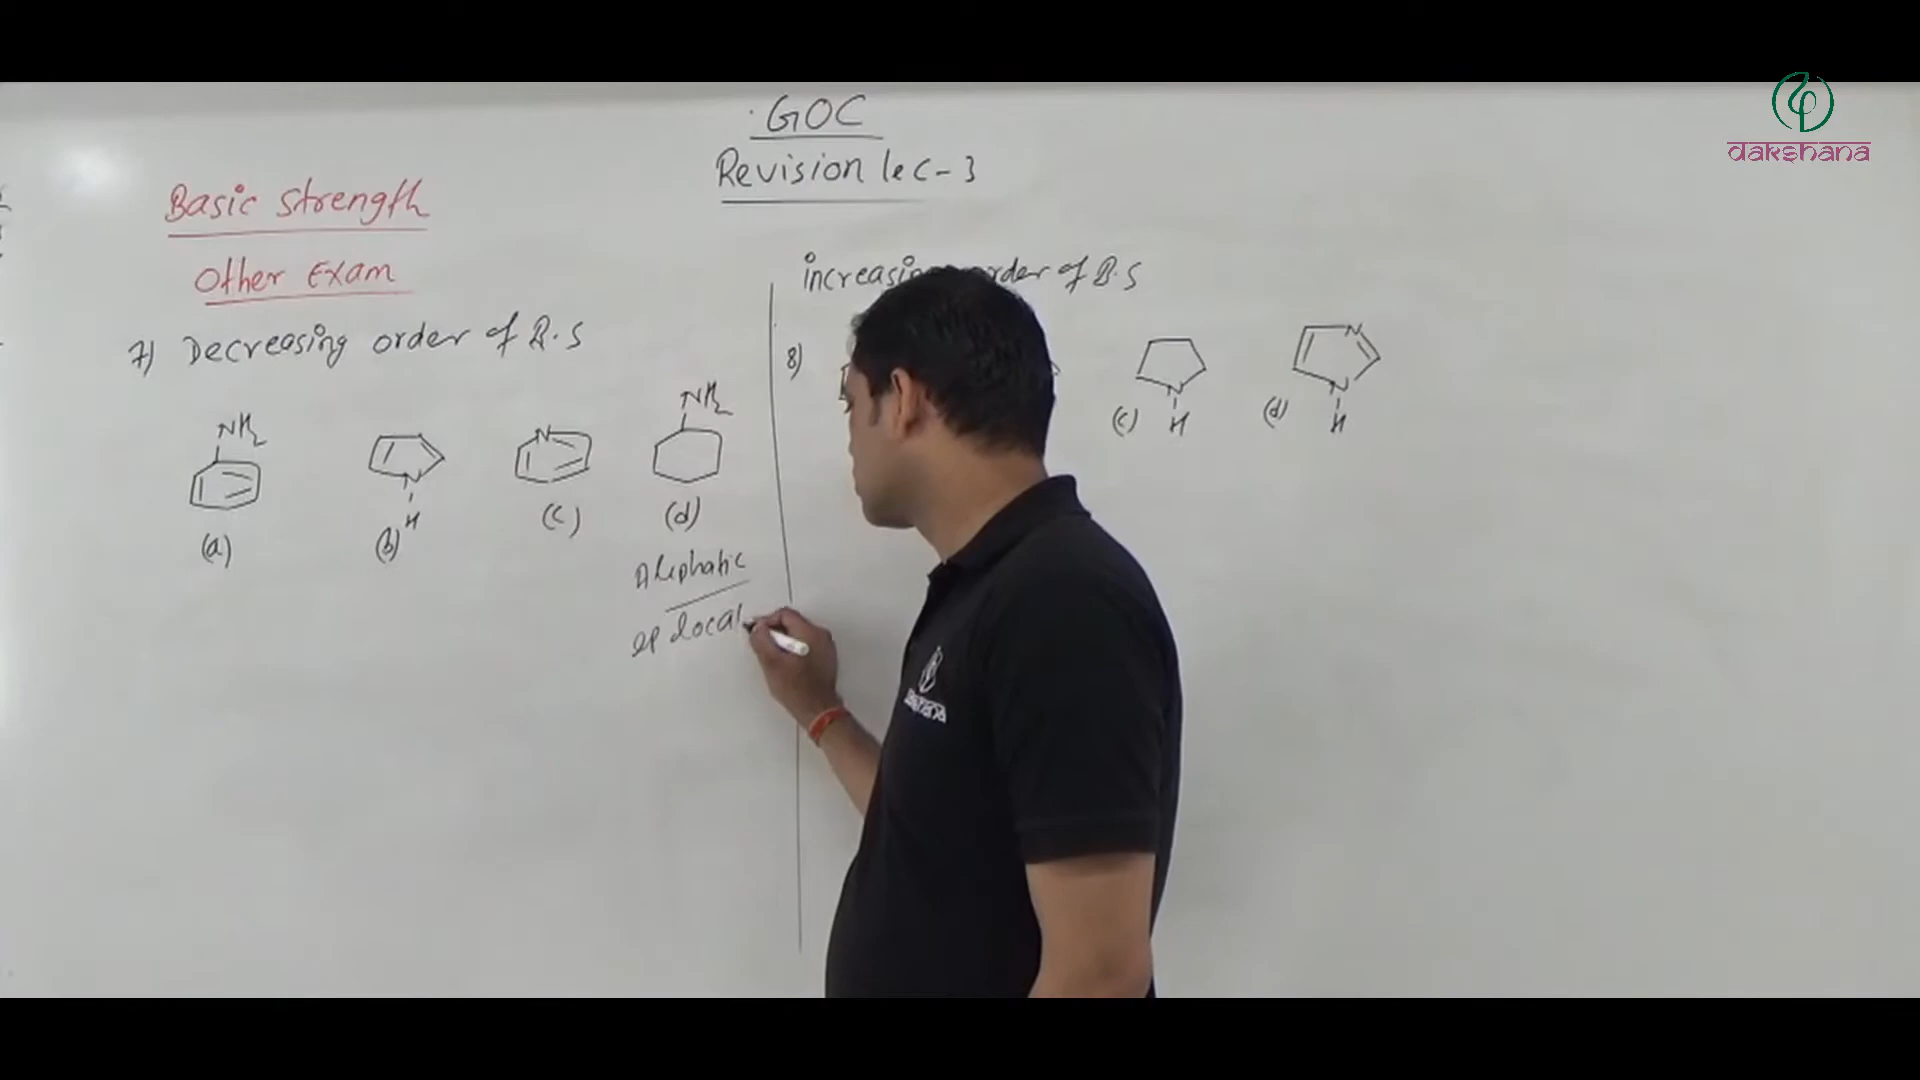 GOC
Revision lec-3
dakshana
Basic Strength
Other Exam
7) Decreasing order of B.S
NH2
N
H
(a)
(b)
N
(c)
NH2
(d)
Aliphatic
lp local
order of B.S
8)
N
H
(c)
N
N
H
(d)
dakshana